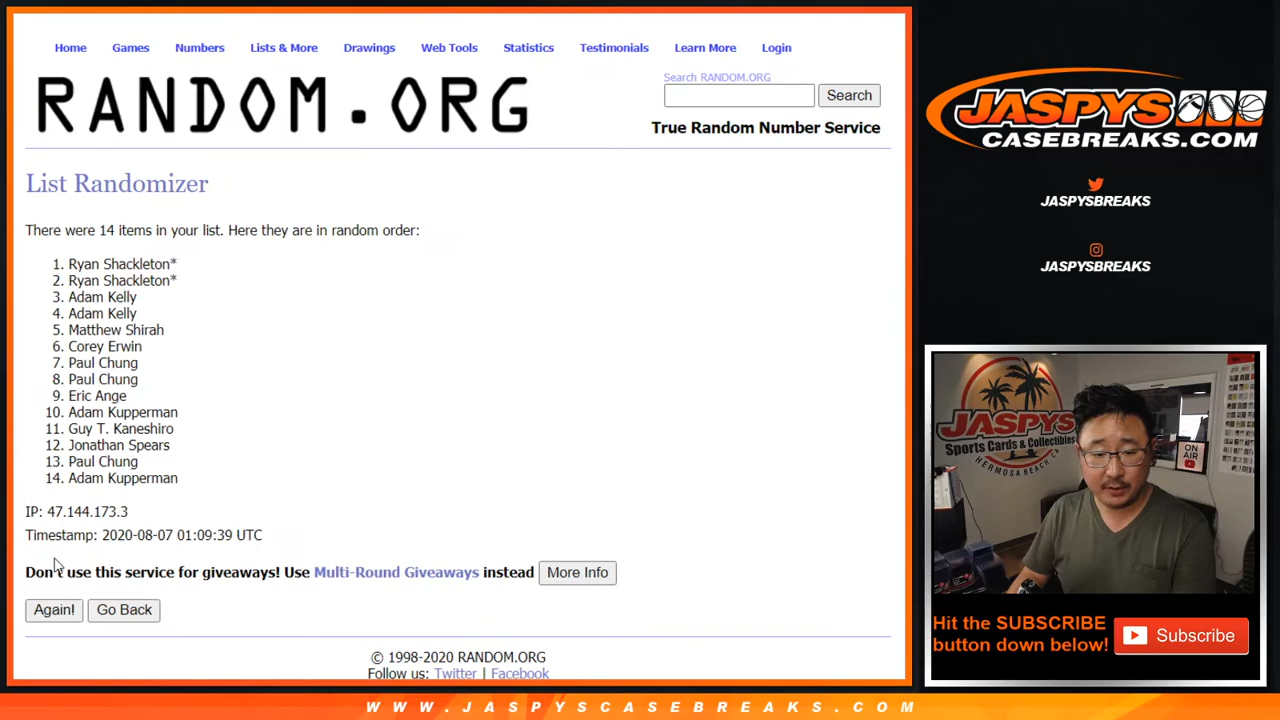 Home Games Numbers Lists & More Drawings Web Tools Statistics Testimonials Learn More Login
RANDOM.ORG
Search RANDOM.ORG
Search
True Random Number Service
List Randomizer
There were 14 items in your list. Here they are in random order:
1. Ryan Shackleton*
2. Ryan Shackleton*
3. Adam Kelly
4. Adam Kelly
5. Matthew Shirah
6. Corey Erwin
7. Paul Chung
8. Paul Chung
9. Eric Ange
10. Adam Kupperman
11. Guy T. Kaneshiro
12. Jonathan Spears
13. Paul Chung
14. Adam Kupperman
IP: 47.144.173.3
Timestamp: 2020-08-07 01:09:39 UTC
Don't use this service for giveaways! Use Multi-Round Giveaways instead More Info
Again! Go Back
© 1998-2020 RANDOM.ORG
Follow us: Twitter | Facebook
JASPYS
CASEBREAKS.COM
JASPYSBREAKS
JASPYSBREAKS
JASPYS
Sports Cards & Collectibles
HERMOSA BEACH, CA
ON
AIR
Hit the SUBSCRIBE
button down below!
Subscribe
WWW.JASPYSCASEBREAKS.COM